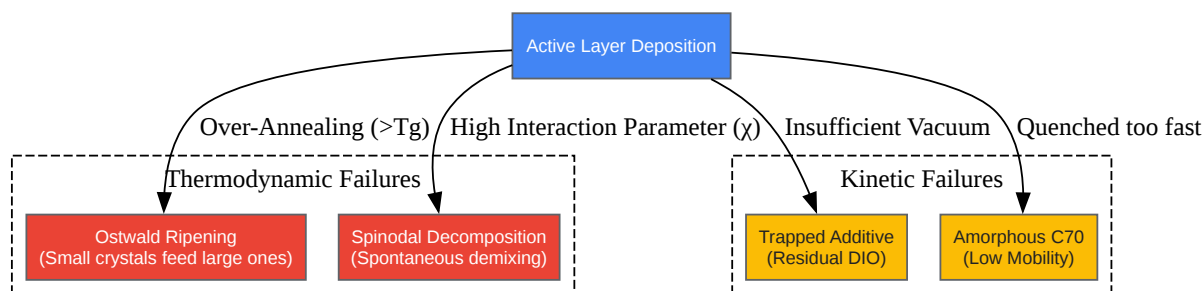 Active Layer Deposition
Over-Annealing (>Tg)
High Interaction Parameter (χ)
Insufficient Vacuum
Quenched too fast
Thermodynamic Failures
Kinetic Failures
Ostwald Ripening
(Small crystals feed large ones)
Spinodal Decomposition
(Spontaneous demixing)
Trapped Additive
(Residual DIO)
Amorphous C70
(Low Mobility)